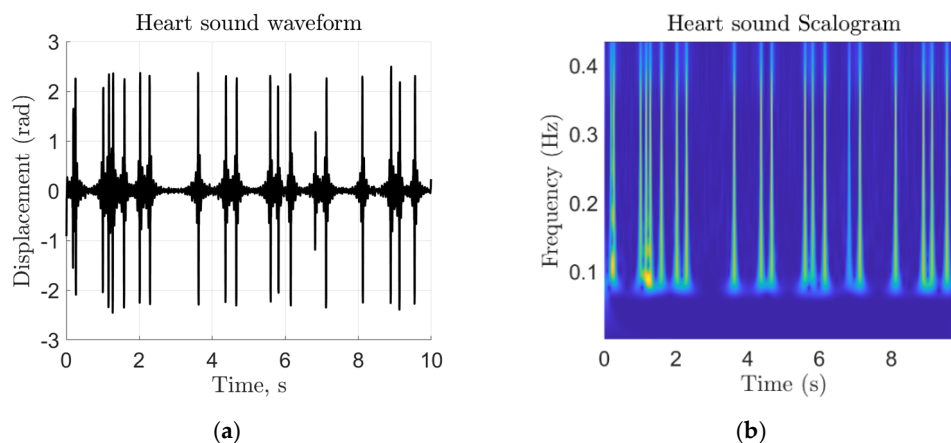 Heart sound waveform
3
2
1
0
-1
-2
-3
Displacement (rad)
0
2
4
6
8
10
Time, s
(a)
Heart sound Scalogram
0.4
0.3
0.2
0.1
Frequency (Hz)
0
2
4
6
8
Time (s)
(b)